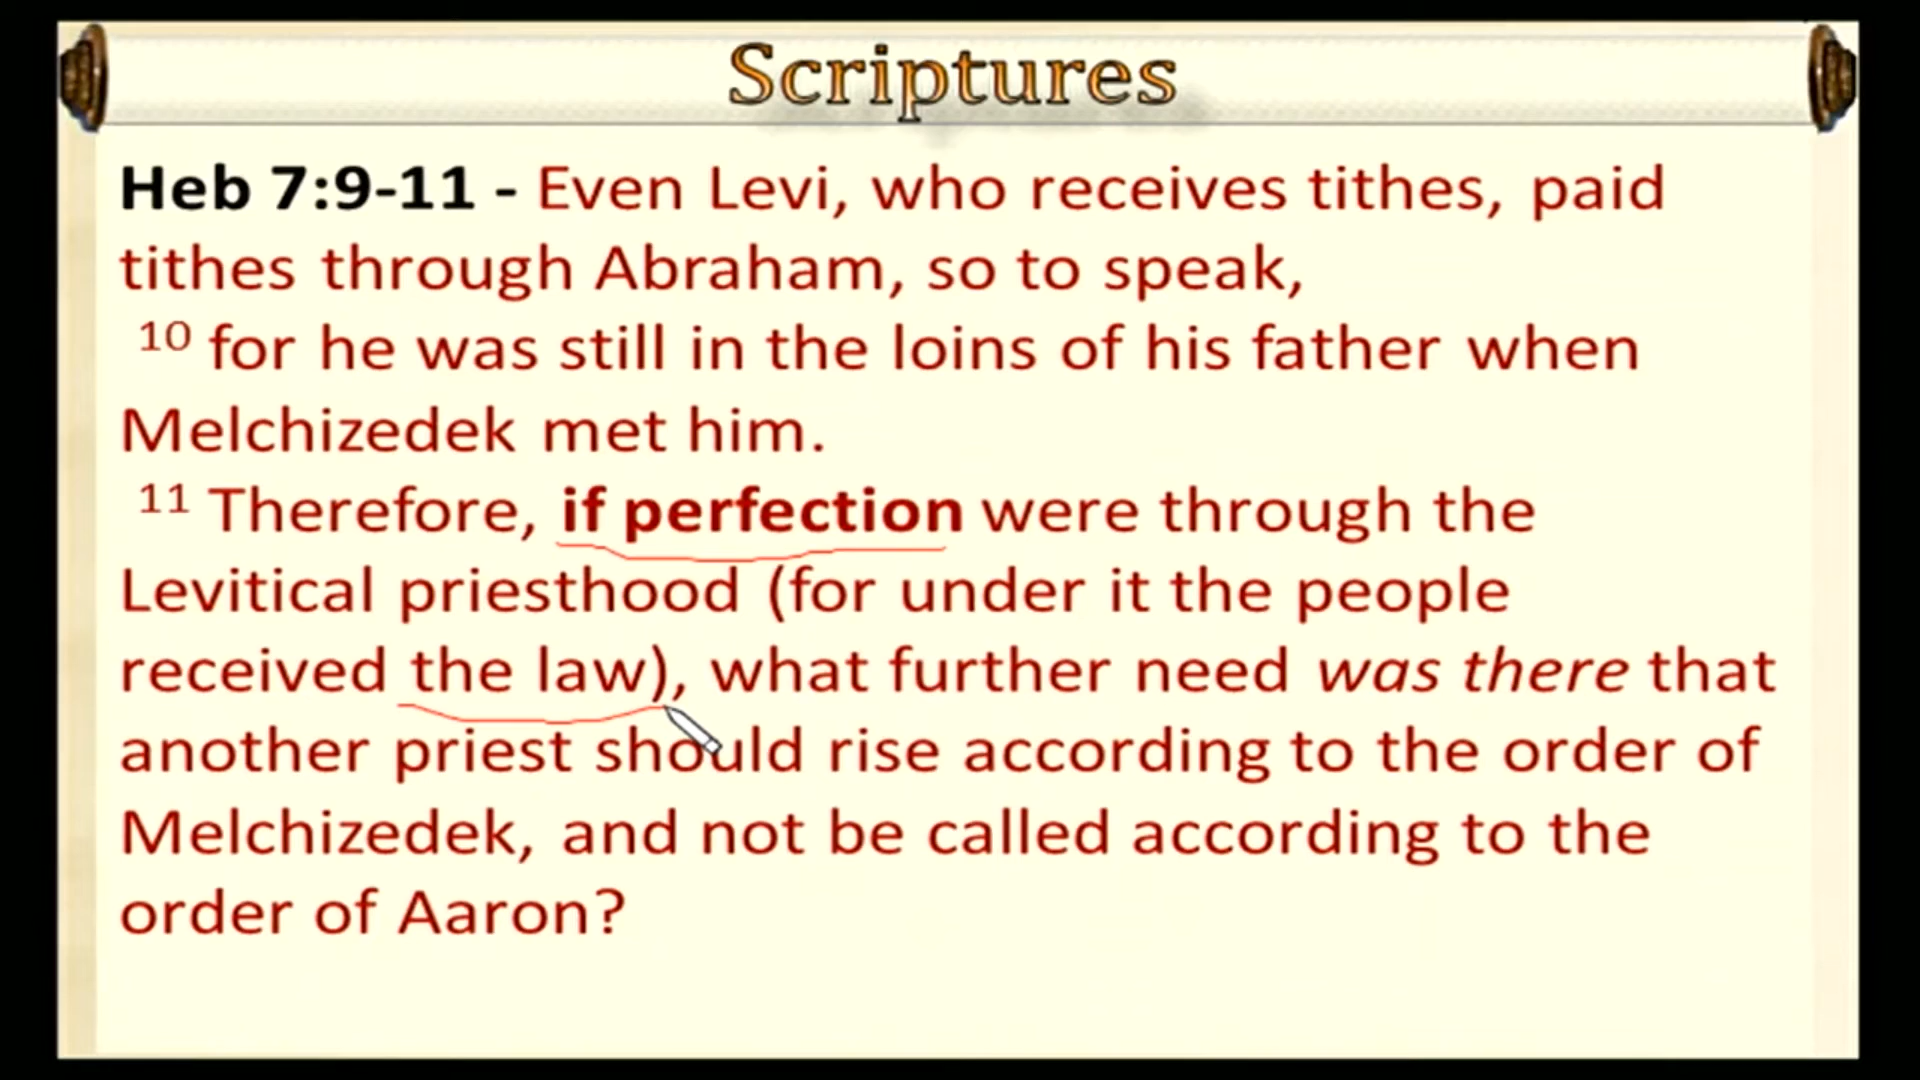 Scriptures
Heb 7:9-11 - Even Levi, who receives tithes, paid
tithes through Abraham, so to speak,
10 for he was still in the loins of his father when
Melchizedek met him.
11 Therefore, if perfection were through the
Levitical priesthood (for under it the people
received the law), what further need was there that
another priest should rise according to the order of
Melchizedek, and not be called according to the
order of Aaron?